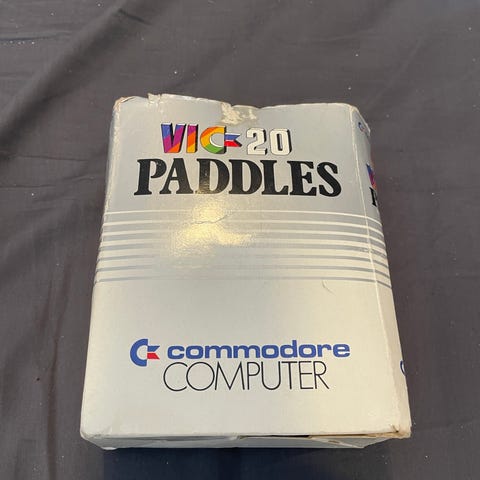 VIC 20
PADDLES
commodore
COMPUTER